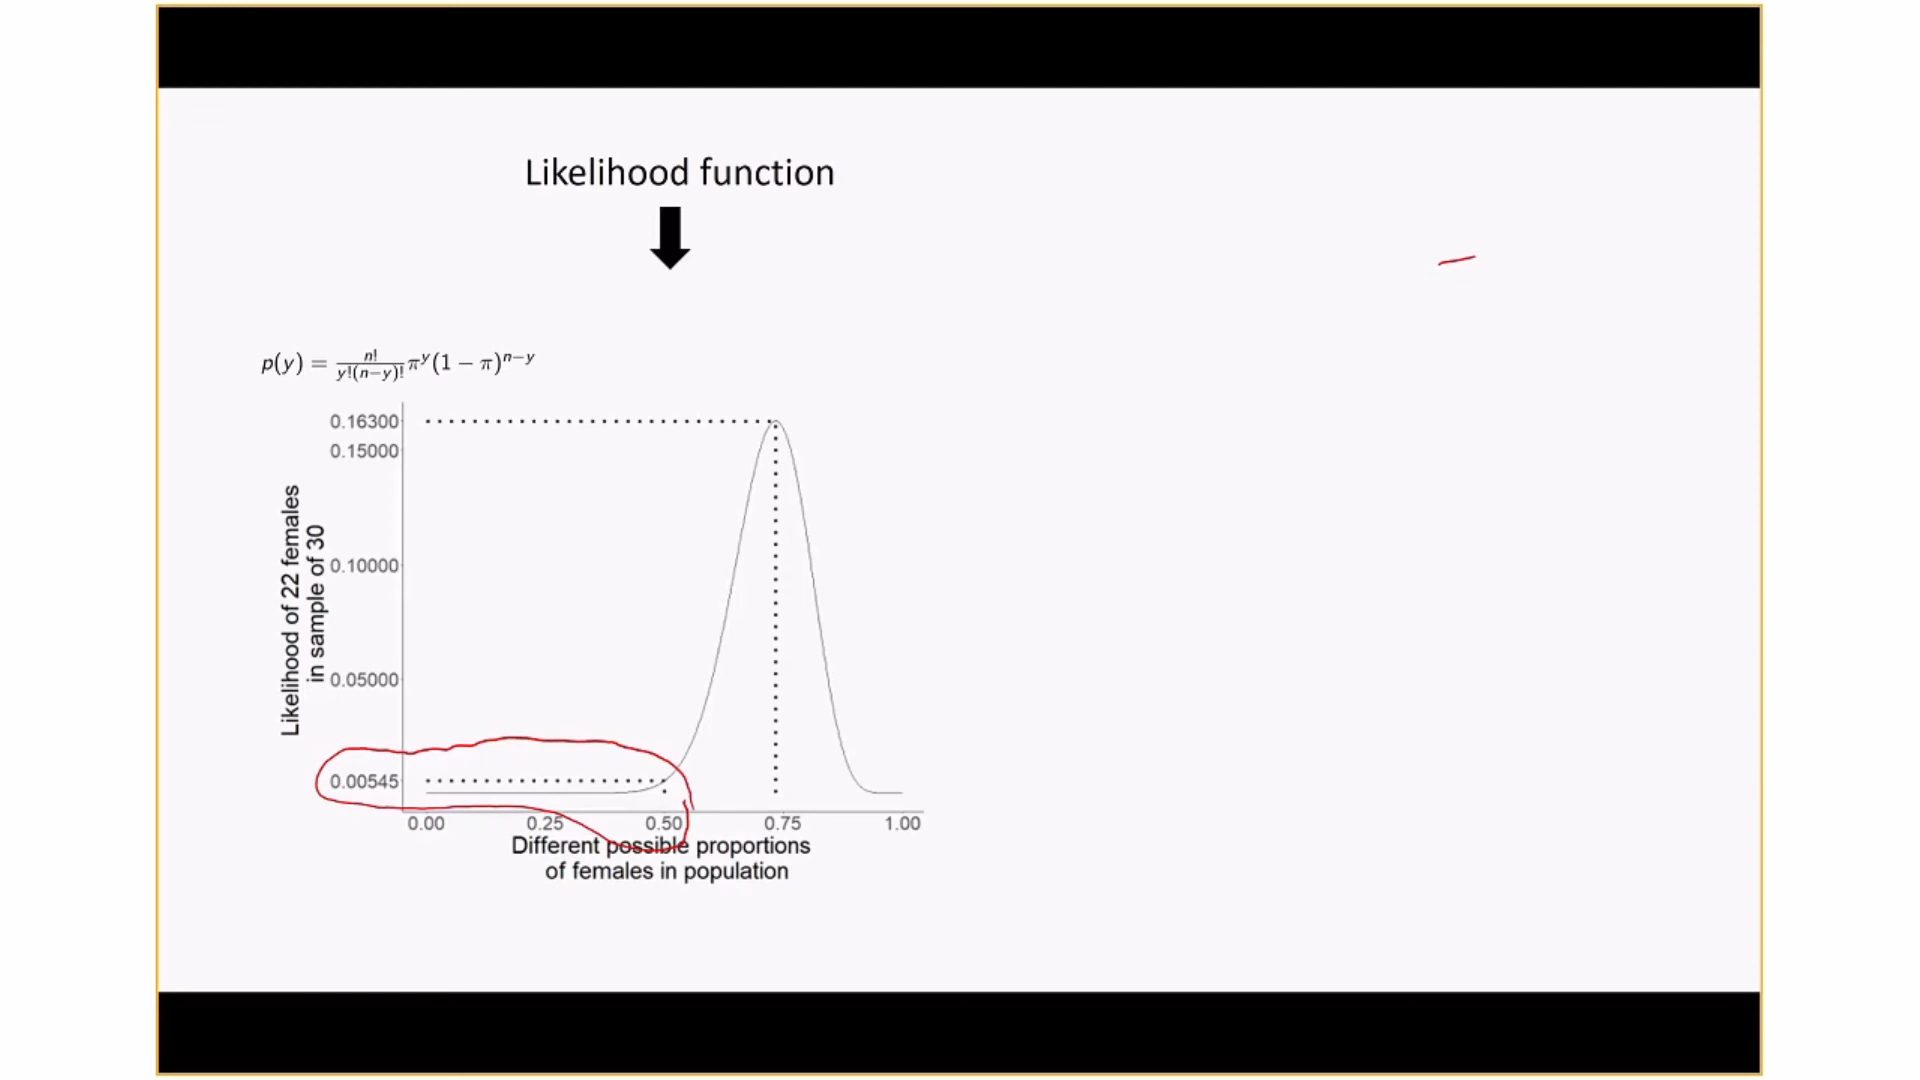 Likelihood function
p(y) = n!/y!(n−y)! π^y(1 − π)^n−y
0.16300
0.15000
0.10000
0.05000
0.00545
Likelihood of 22 females
in sample of 30
0.00 0.25 0.50 0.75 1.00
Different possible proportions
of females in population